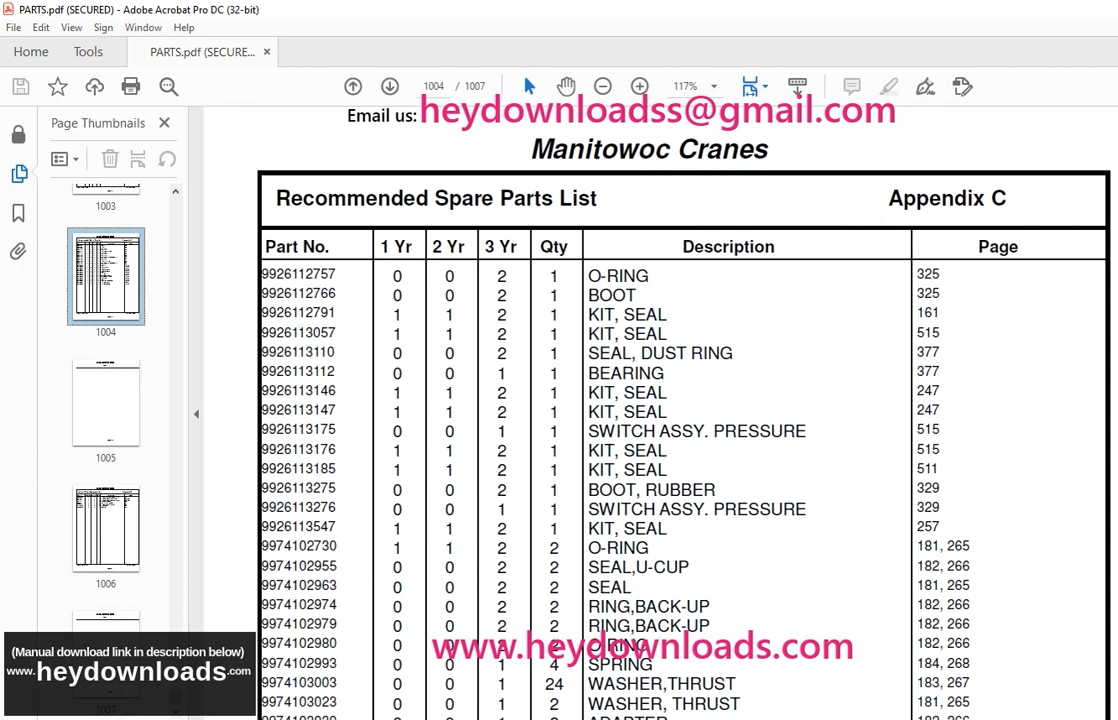 PARTS.pdf (SECURED) - Adobe Acrobat Pro DC (32-bit)
File Edit View Sign Window Help
Home Tools PARTS.pdf (SECURE... ×
1004 / 1007 117%
Page Thumbnails
1003
1004
1005
1006
1007
Email us: heydownloadss@gmail.com
Manitowoc Cranes
Recommended Spare Parts List Appendix C
Part No. 1 Yr 2 Yr 3 Yr Qty Description Page
9926112757 0 0 2 1 O-RING 325
9926112766 0 0 2 1 BOOT 325
9926112791 1 1 2 1 KIT, SEAL 161
9926113057 1 1 2 1 KIT, SEAL 515
9926113110 0 0 2 1 SEAL, DUST RING 377
9926113112 0 0 1 1 BEARING 377
9926113146 1 1 2 1 KIT, SEAL 247
9926113147 1 1 2 1 KIT, SEAL 247
9926113175 0 0 1 1 SWITCH ASSY. PRESSURE 515
9926113176 1 1 2 1 KIT, SEAL 515
9926113185 1 1 2 1 KIT, SEAL 511
9926113275 0 0 2 1 BOOT, RUBBER 329
9926113276 0 0 1 1 SWITCH ASSY. PRESSURE 329
9926113547 1 1 2 1 KIT, SEAL 257
9974102730 1 1 2 2 O-RING 181, 265
9974102955 0 0 2 2 SEAL,U-CUP 182, 266
9974102963 0 0 2 2 SEAL 181, 265
9974102974 0 0 2 2 RING,BACK-UP 182, 266
9974102979 0 0 2 2 RING,BACK-UP 182, 266
9974102980 0 0 O-RING 182, 266
www.heydownloads.com
9974102993 0 0 1 4 SPRING 184, 268
9974103003 0 0 1 24 WASHER,THRUST 183, 267
9974103023 0 0 1 2 WASHER, THRUST 181, 265
(Manual download link in description below)
www.heydownloads.com